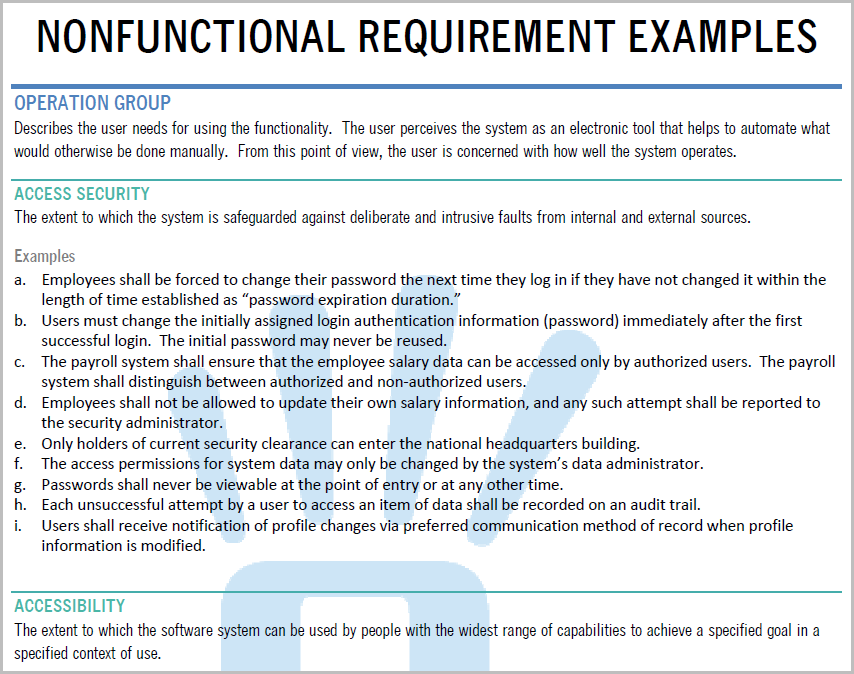 NONFUNCTIONAL REQUIREMENT EXAMPLES
OPERATION GROUP
Describes the user needs for using the functionality.  The user perceives the system as an electronic tool that helps to automate what
would otherwise be done manually.  From this point of view, the user is concerned with how well the system operates.
ACCESS SECURITY
The extent to which the system is safeguarded against deliberate and intrusive faults from internal and external sources.
Examples
a. Employees shall be forced to change their password the next time they log in if they have not changed it within the
length of time established as “password expiration duration.”
b. Users must change the initially assigned login authentication information (password) immediately after the first
successful login.  The initial password may never be reused.
c. The payroll system shall ensure that the employee salary data can be accessed only by authorized users.  The payroll
system shall distinguish between authorized and non-authorized users.
d. Employees shall not be allowed to update their own salary information, and any such attempt shall be reported to
the security administrator.
e. Only holders of current security clearance can enter the national headquarters building.
f. The access permissions for system data may only be changed by the system’s data administrator.
g. Passwords shall never be viewable at the point of entry or at any other time.
h. Each unsuccessful attempt by a user to access an item of data shall be recorded on an audit trail.
i. Users shall receive notification of profile changes via preferred communication method of record when profile
information is modified.
ACCESSIBILITY
The extent to which the software system can be used by people with the widest range of capabilities to achieve a specified goal in a
specified context of use.